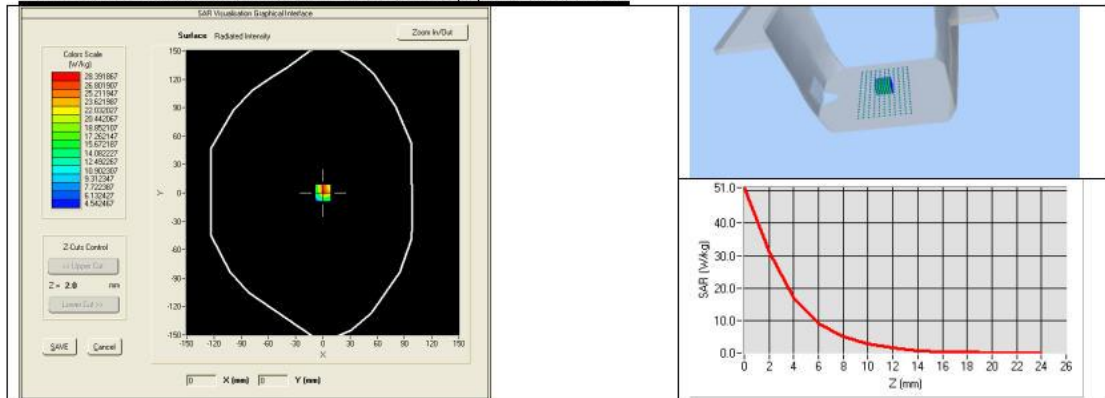 SAR Visualisation Graphical Interface
Surface Radiated Intensity
Zoom In/Out
Colors Scale
(W/kg)
28.391867
26.801907
25.211947
23.621987
22.032027
20.442067
18.852107
17.262147
15.672187
14.082227
12.492267
10.902307
9.312347
7.722387
6.132427
4.542467
Z-Cuts Control
<< Upper Cut
Z = 2.0 mm
Lower Cut >>
SAVE Cancel
150
120
90
60
30
0
-30
-60
-90
-120
-150
Y
-150 -120 -90 -60 -30 0 30 60 90 120 150
X
0 X (mm) 0 Y (mm)
51.0
40.0
30.0
20.0
10.0
0.0
SAR (W/kg)
0 2 4 6 8 10 12 14 16 18 20 22 24 26
Z (mm)